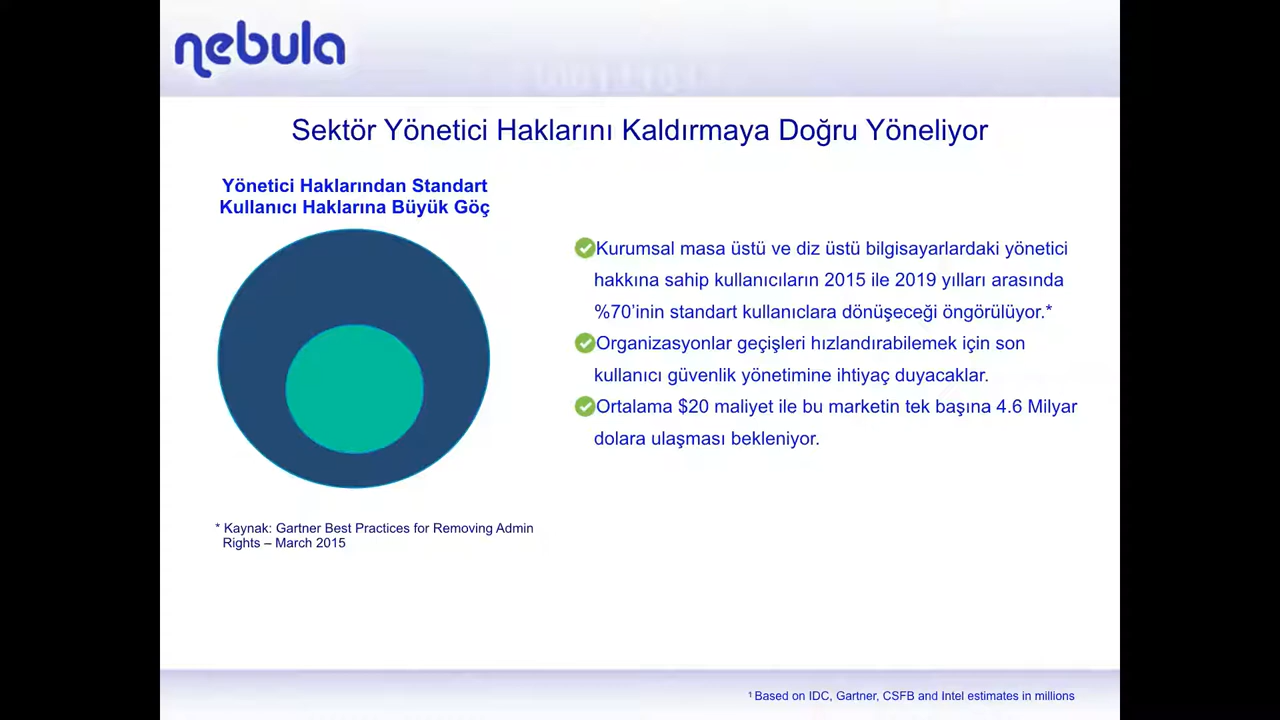 nebula
Sektör Yönetici Haklarını Kaldırmaya Doğru Yöneliyor
Yönetici Haklarından Standart
Kullanıcı Haklarına Büyük Göç
Kurumsal masa üstü ve diz üstü bilgisayarlardaki yönetici
hakkına sahip kullanıcıların 2015 ile 2019 yılları arasında
%70’inin standart kullanıclara dönüşeceği öngörülüyor.*
Organizasyonlar geçişleri hızlandırabilemek için son
kullanıcı güvenlik yönetimine ihtiyaç duyacaklar.
Ortalama $20 maliyet ile bu marketin tek başına 4.6 Milyar
dolara ulaşması bekleniyor.
* Kaynak: Gartner Best Practices for Removing Admin
Rights – March 2015
¹ Based on IDC, Gartner, CSFB and Intel estimates in millions